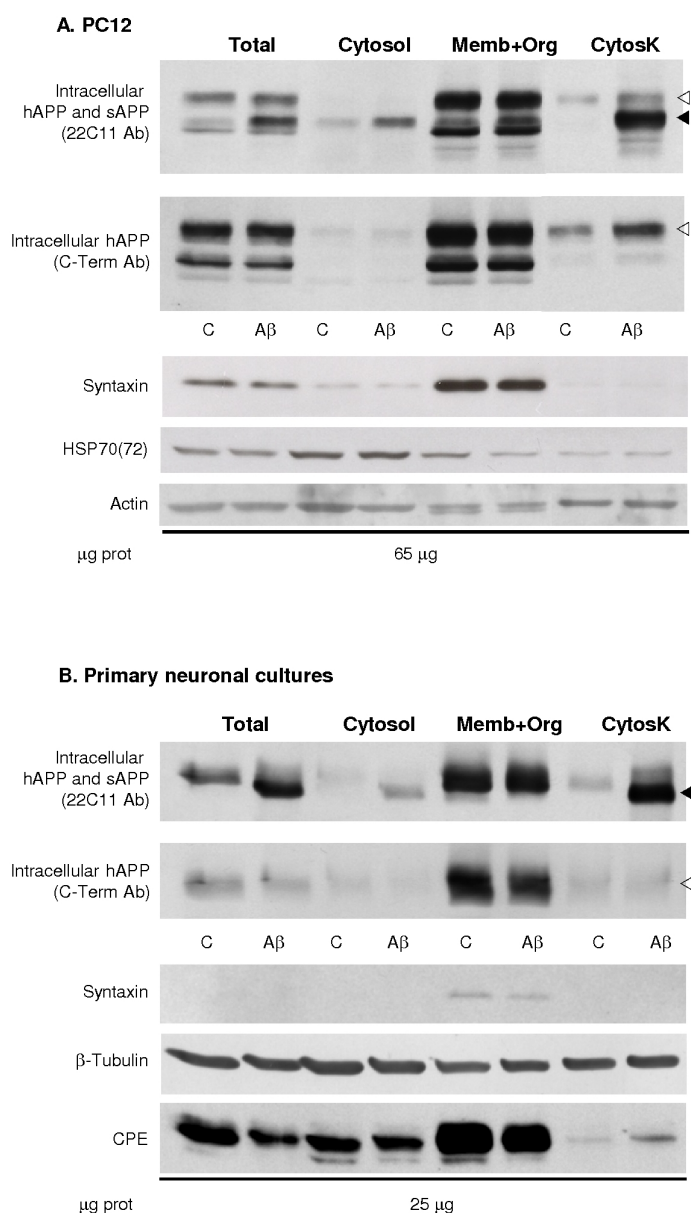 A. PC12
Total Cytosol Memb+Org CytosK
Intracellular
hAPP and sAPP
(22C11 Ab)
Intracellular hAPP
(C-Term Ab)
C Aβ C Aβ C Aβ C Aβ
Syntaxin
HSP70(72)
Actin
μg prot 65 μg
B. Primary neuronal cultures
Total Cytosol Memb+Org CytosK
Intracellular
hAPP and sAPP
(22C11 Ab)
Intracellular hAPP
(C-Term Ab)
C Aβ C Aβ C Aβ C Aβ
Syntaxin
β-Tubulin
CPE
μg prot 25 μg